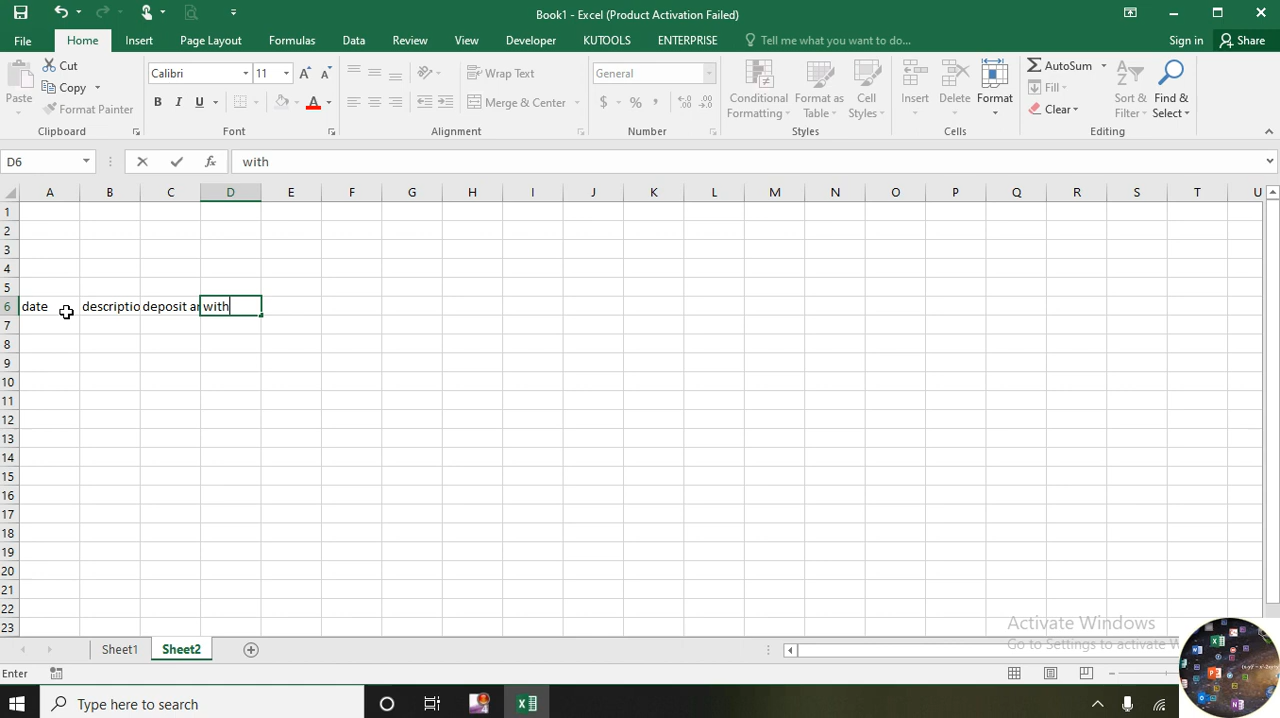 Book1 - Excel (Product Activation Failed)
File Home Insert Page Layout Formulas Data Review View Developer KUTOOLS ENTERPRISE Tell me what you want to do... Sign in Share
Paste
Cut
Copy
Format Painter
Clipboard
Calibri 11
B I U A
Font
Wrap Text
Merge & Center
Alignment
General
$ % ,
Number
Conditional Formatting
Format as Table
Cell Styles
Styles
Insert Delete Format
Cells
AutoSum
Fill
Clear
Sort & Filter
Find & Select
Editing
D6 fx with
A B C D E F G H I J K L M N O P Q R S T U
1
2
3
4
5
6 date descriptio deposit ar with
7
8
9
10
11
12
13
14
15
16
17
18
19
20
21
22
23
Activate Windows
Go to Settings to activate W
Sheet1 Sheet2
Enter
Type here to search